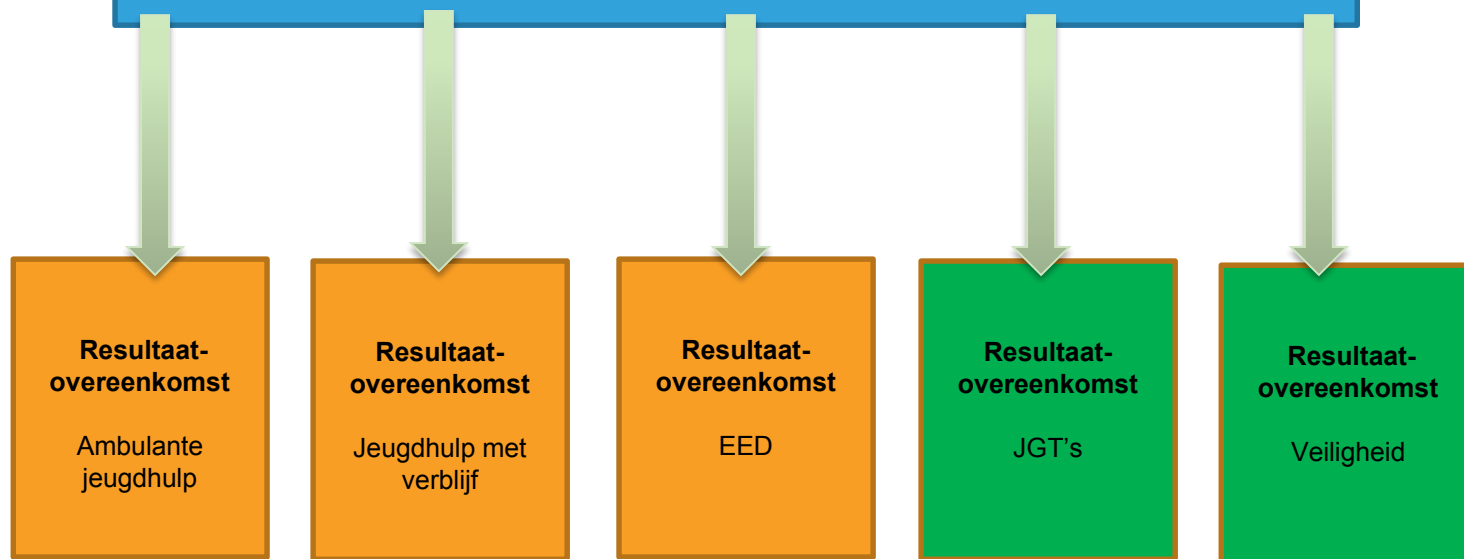 Resultaat-
overeenkomst
Ambulante
jeugdhulp
Resultaat-
overeenkomst
Jeugdhulp met
verblijf
Resultaat-
overeenkomst
EED
Resultaat-
overeenkomst
JGT's
Resultaat-
overeenkomst
Veiligheid